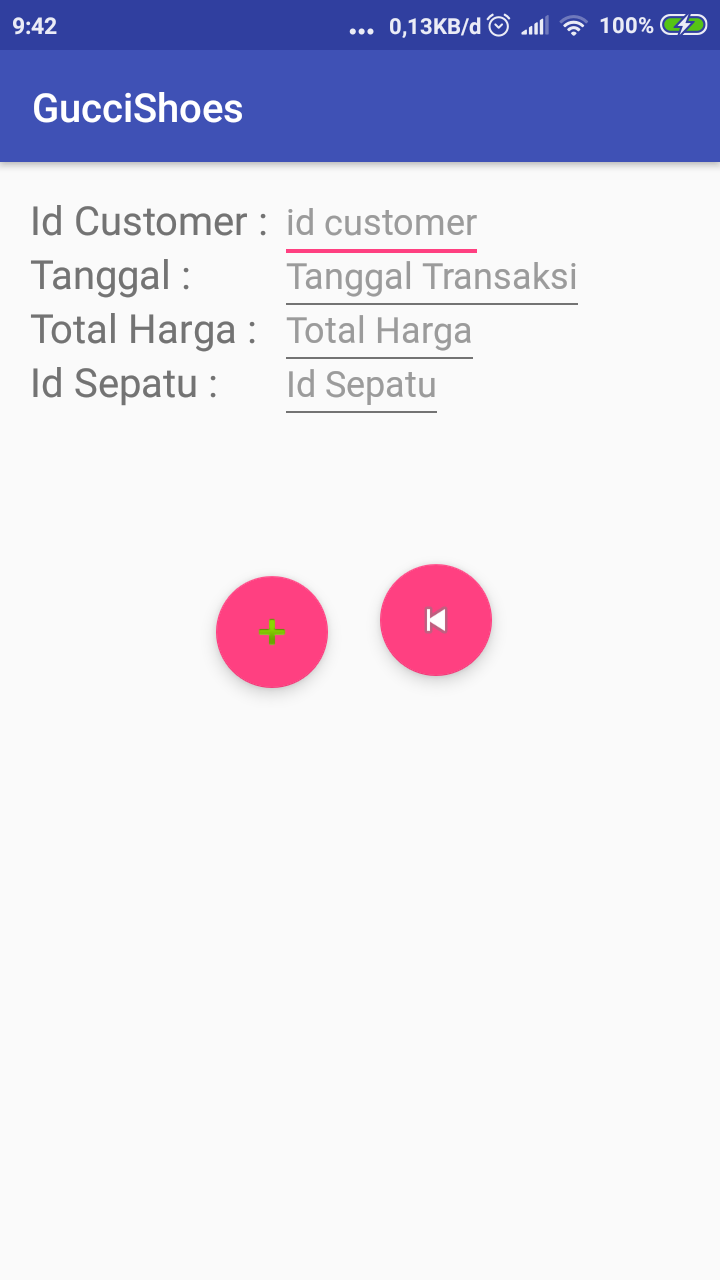 9:42 ... 0,13KB/d 100%
GucciShoes
Id Customer : id customer
Tanggal : Tanggal Transaksi
Total Harga : Total Harga
Id Sepatu : Id Sepatu